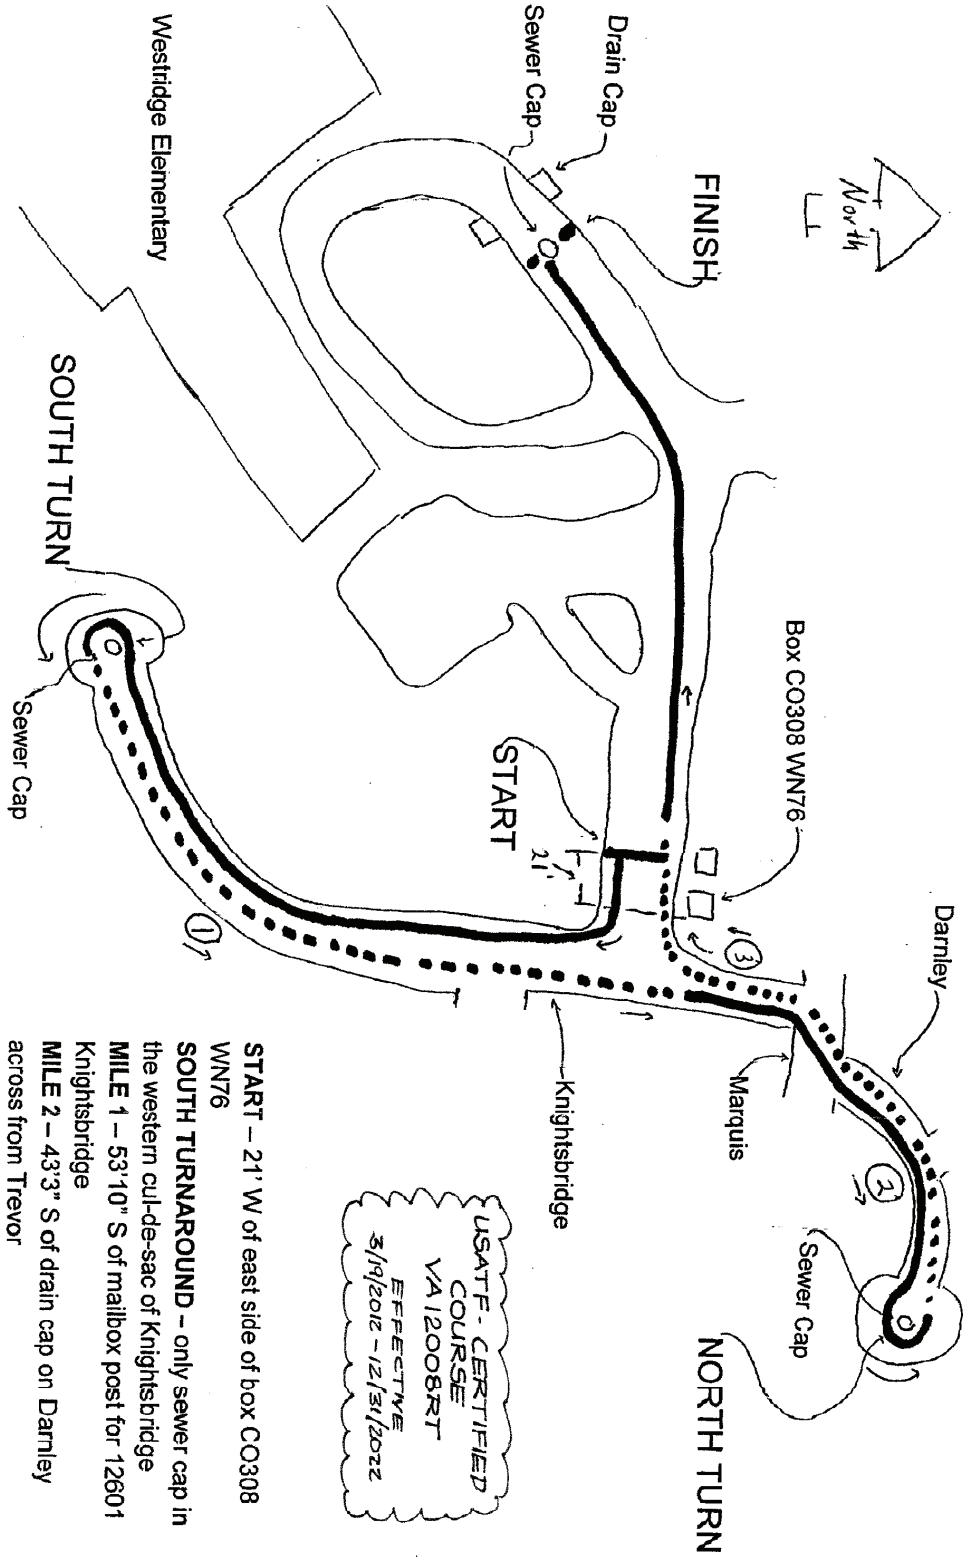 North
FINISH
Drain Cap
Sewer Cap
Westridge Elementary
Darnley
Box CO308 WN76
3
START
21'
SOUTH TURN
Sewer Cap
1
Knightsbridge
Marquis
2
Sewer Cap
NORTH TURN
USATF-CERTIFIED
COURSE
VA12008RT
EFFECTIVE
3/19/2012 - 12/31/2022
START – 21' W of east side of box CO308
WN76
SOUTH TURNAROUND – only sewer cap in
the western cul-de-sac of Knightsbridge
MILE 1 – 53'10" S of mailbox post for 12601
Knightsbridge
MILE 2 – 43'3" S of drain cap on Darnley
across from Trevor